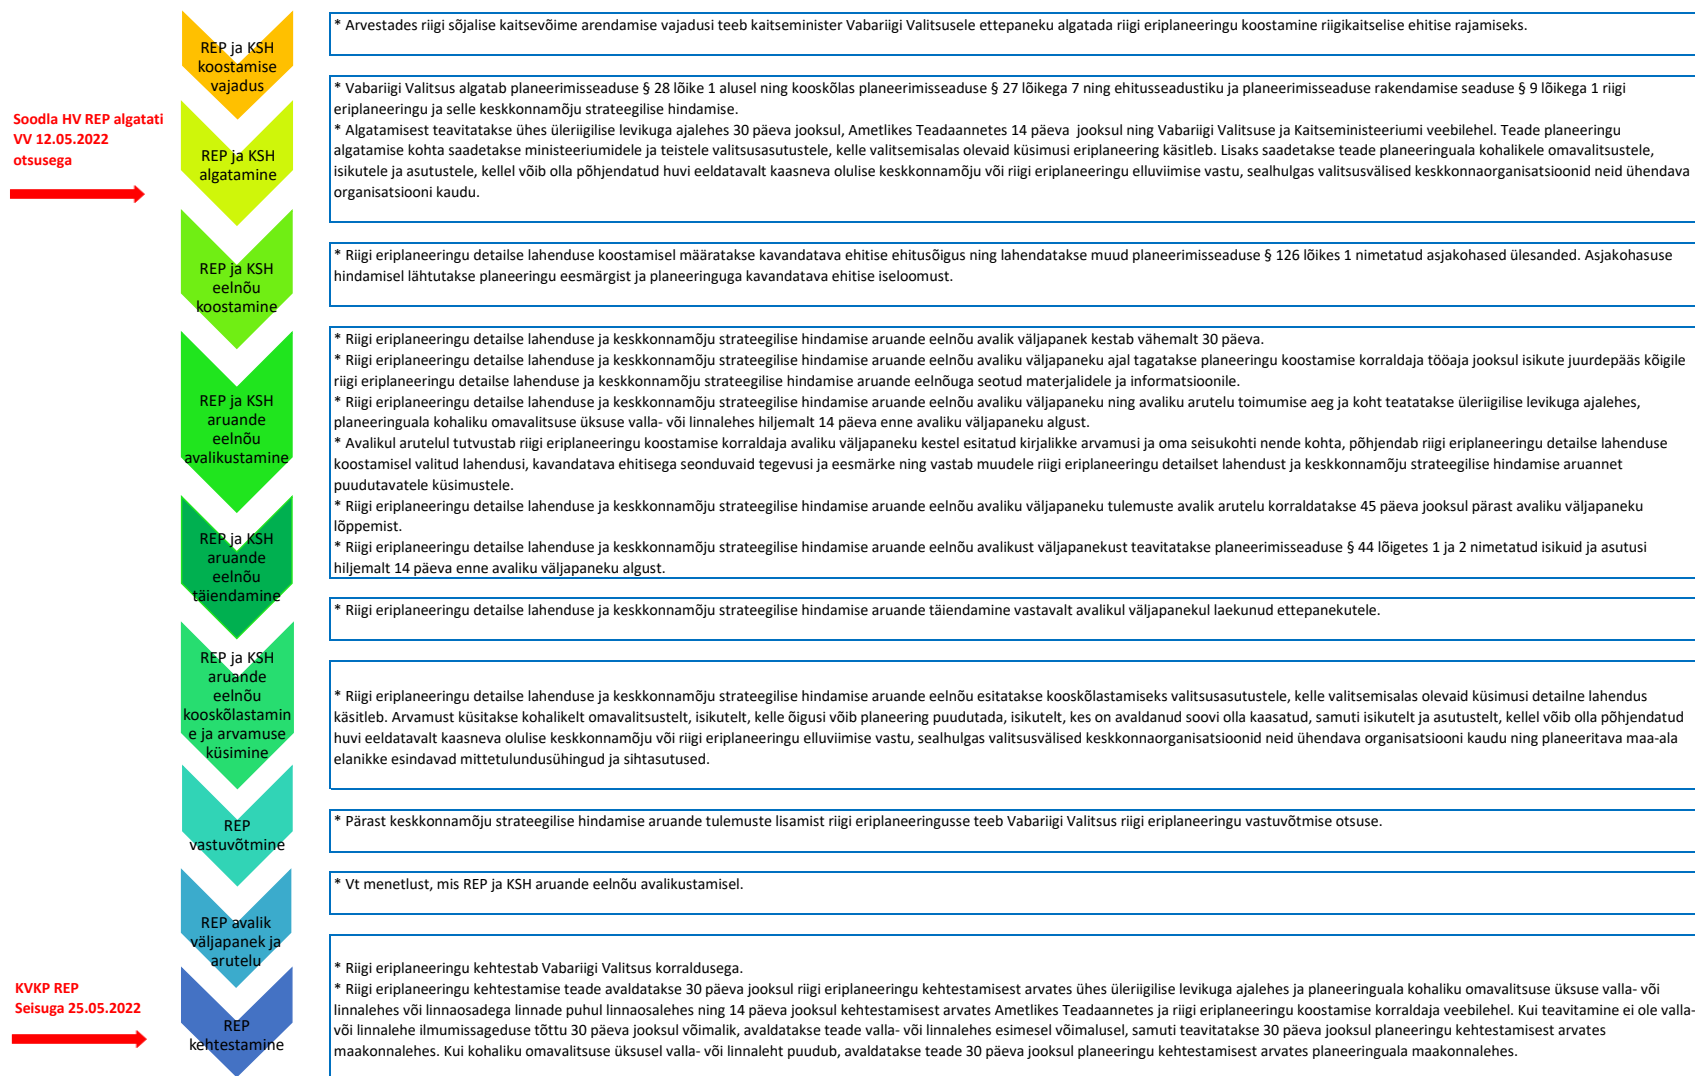 REP ja KSH
koostamise
vajadus
* Arvestades riigi sõjalise kaitsevõime arendamise vajadusi teeb kaitseminister Vabariigi Valitsusele ettepaneku algatada riigi eriplaneeringu koostamine riigikaitselise ehitise rajamiseks.
Soodla HV REP algatati
VV 12.05.2022
otsusega
REP ja KSH
algatamine
* Vabariigi Valitsus algatab planeerimisseaduse § 28 lõike 1 alusel ning kooskõlas planeerimisseaduse § 27 lõikega 7 ning ehitusseadustiku ja planeerimisseaduse rakendamise seaduse § 9 lõikega 1 riigi
eriplaneeringu ja selle keskkonnamõju strateegilise hindamise.
* Algatamisest teavitatakse ühes üleriigilise levikuga ajalehes 30 päeva jooksul, Ametlikes Teadaannetes 14 päeva jooksul ning Vabariigi Valitsuse ja Kaitseministeeriumi veebilehel. Teade planeeringu
algatamise kohta saadetakse ministeeriumidele ja teistele valitsusasutustele, kelle valitsemisalas olevaid küsimusi eriplaneering käsitleb. Lisaks saadetakse teade planeeringuala kohalikele omavalitsustele,
isikutele ja asutustele, kellel võib olla põhjendatud huvi eeldatavalt kaasneva olulise keskkonnamõju või riigi eriplaneeringu elluviimise vastu, sealhulgas valitsusvälised keskkonnaorganisatsioonid neid ühendava
organisatsiooni kaudu.
REP ja KSH
eelnõu
koostamine
* Riigi eriplaneeringu detailse lahenduse koostamisel määratakse kavandatava ehitise ehitusõigus ning lahendatakse muud planeerimisseaduse § 126 lõikes 1 nimetatud asjakohased ülesanded. Asjakohasuse
hindamisel lähtutakse planeeringu eesmärgist ja planeeringuga kavandatava ehitise iseloomust.
REP ja KSH
aruande
eelnõu
avalikustamine
* Riigi eriplaneeringu detailse lahenduse ja keskkonnamõju strateegilise hindamise aruande eelnõu avalik väljapanek kestab vähemalt 30 päeva.
* Riigi eriplaneeringu detailse lahenduse ja keskkonnamõju strateegilise hindamise aruande eelnõu avaliku väljapaneku ajal tagatakse planeeringu koostamise korraldaja tööaja jooksul isikute juurdepääs kõigile
riigi eriplaneeringu detailse lahenduse ja keskkonnamõju strateegilise hindamise aruande eelnõuga seotud materjalidele ja informatsioonile.
* Riigi eriplaneeringu detailse lahenduse ja keskkonnamõju strateegilise hindamise aruande eelnõu avaliku väljapaneku ning avaliku arutelu toimumise aeg ja koht teatatakse üleriigilise levikuga ajalehes,
planeeringuala kohaliku omavalitsuse üksuse valla- või linnalehes hiljemalt 14 päeva enne avaliku väljapaneku algust.
* Avalikul arutelul tutvustab riigi eriplaneeringu koostamise korraldaja avaliku väljapaneku kestel esitatud kirjalikke arvamusi ja oma seisukohti nende kohta, põhjendab riigi eriplaneeringu detailse lahenduse
koostamisel valitud lahendusi, kavandatava ehitisega seonduvaid tegevusi ja eesmärke ning vastab muudele riigi eriplaneeringu detailset lahendust ja keskkonnamõju strateegilise hindamise aruannet
puudutavatele küsimustele.
* Riigi eriplaneeringu detailse lahenduse ja keskkonnamõju strateegilise hindamise aruande eelnõu avaliku väljapaneku tulemuste avalik arutelu korraldatakse 45 päeva jooksul pärast avaliku väljapaneku
lõppemist.
* Riigi eriplaneeringu detailse lahenduse ja keskkonnamõju strateegilise hindamise aruande eelnõu avalikust väljapanekust teavitatakse planeerimisseaduse § 44 lõigetes 1 ja 2 nimetatud isikuid ja asutusi
hiljemalt 14 päeva enne avaliku väljapaneku algust.
REP ja KSH
aruande
eelnõu
täiendamine
* Riigi eriplaneeringu detailse lahenduse ja keskkonnamõju strateegilise hindamise aruande täiendamine vastavalt avalikul väljapanekul laekunud ettepanekutele.
REP ja KSH
aruande
eelnõu
kooskõlastamin
e ja arvamuse
küsimine
* Riigi eriplaneeringu detailse lahenduse ja keskkonnamõju strateegilise hindamise aruande eelnõu esitatakse kooskõlastamiseks valitsusasutustele, kelle valitsemisalas olevaid küsimusi detailne lahendus
käsitleb. Arvamust küsitakse kohalikelt omavalitsustelt, isikutelt, kelle õigusi võib planeering puudutada, isikutelt, kes on avaldanud soovi olla kaasatud, samuti isikutelt ja asutustelt, kellel võib olla põhjendatud
huvi eeldatavalt kaasneva olulise keskkonnamõju või riigi eriplaneeringu elluviimise vastu, sealhulgas valitsusvälised keskkonnaorganisatsioonid neid ühendava organisatsiooni kaudu ning planeeritava maa-ala
elanikke esindavad mittetulundusühingud ja sihtasutused.
REP
vastuvõtmine
* Pärast keskkonnamõju strateegilise hindamise aruande tulemuste lisamist riigi eriplaneeringusse teeb Vabariigi Valitsus riigi eriplaneeringu vastuvõtmise otsuse.
REP avalik
väljapanek ja
arutelu
* Vt menetlust, mis REP ja KSH aruande eelnõu avalikustamisel.
KVKP REP
Seisuga 25.05.2022
REP
kehtestamine
* Riigi eriplaneeringu kehtestab Vabariigi Valitsus korraldusega.
* Riigi eriplaneeringu kehtestamise teade avaldatakse 30 päeva jooksul riigi eriplaneeringu kehtestamisest arvates ühes üleriigilise levikuga ajalehes ja planeeringuala kohaliku omavalitsuse üksuse valla- või
linnalehes või linnaosadega linnade puhul linnaosalehes ning 14 päeva jooksul kehtestamisest arvates Ametlikes Teadaannetes ja riigi eriplaneeringu koostamise korraldaja veebilehel. Kui teavitamine ei ole valla-
või linnalehe ilmumissageduse tõttu 30 päeva jooksul võimalik, avaldatakse teade valla- või linnalehes esimesel võimalusel, samuti teavitatakse 30 päeva jooksul planeeringu kehtestamisest arvates
maakonnalehes. Kui kohaliku omavalitsuse üksusel valla- või linnaleht puudub, avaldatakse teade 30 päeva jooksul planeeringu kehtestamisest arvates planeeringuala maakonnalehes.